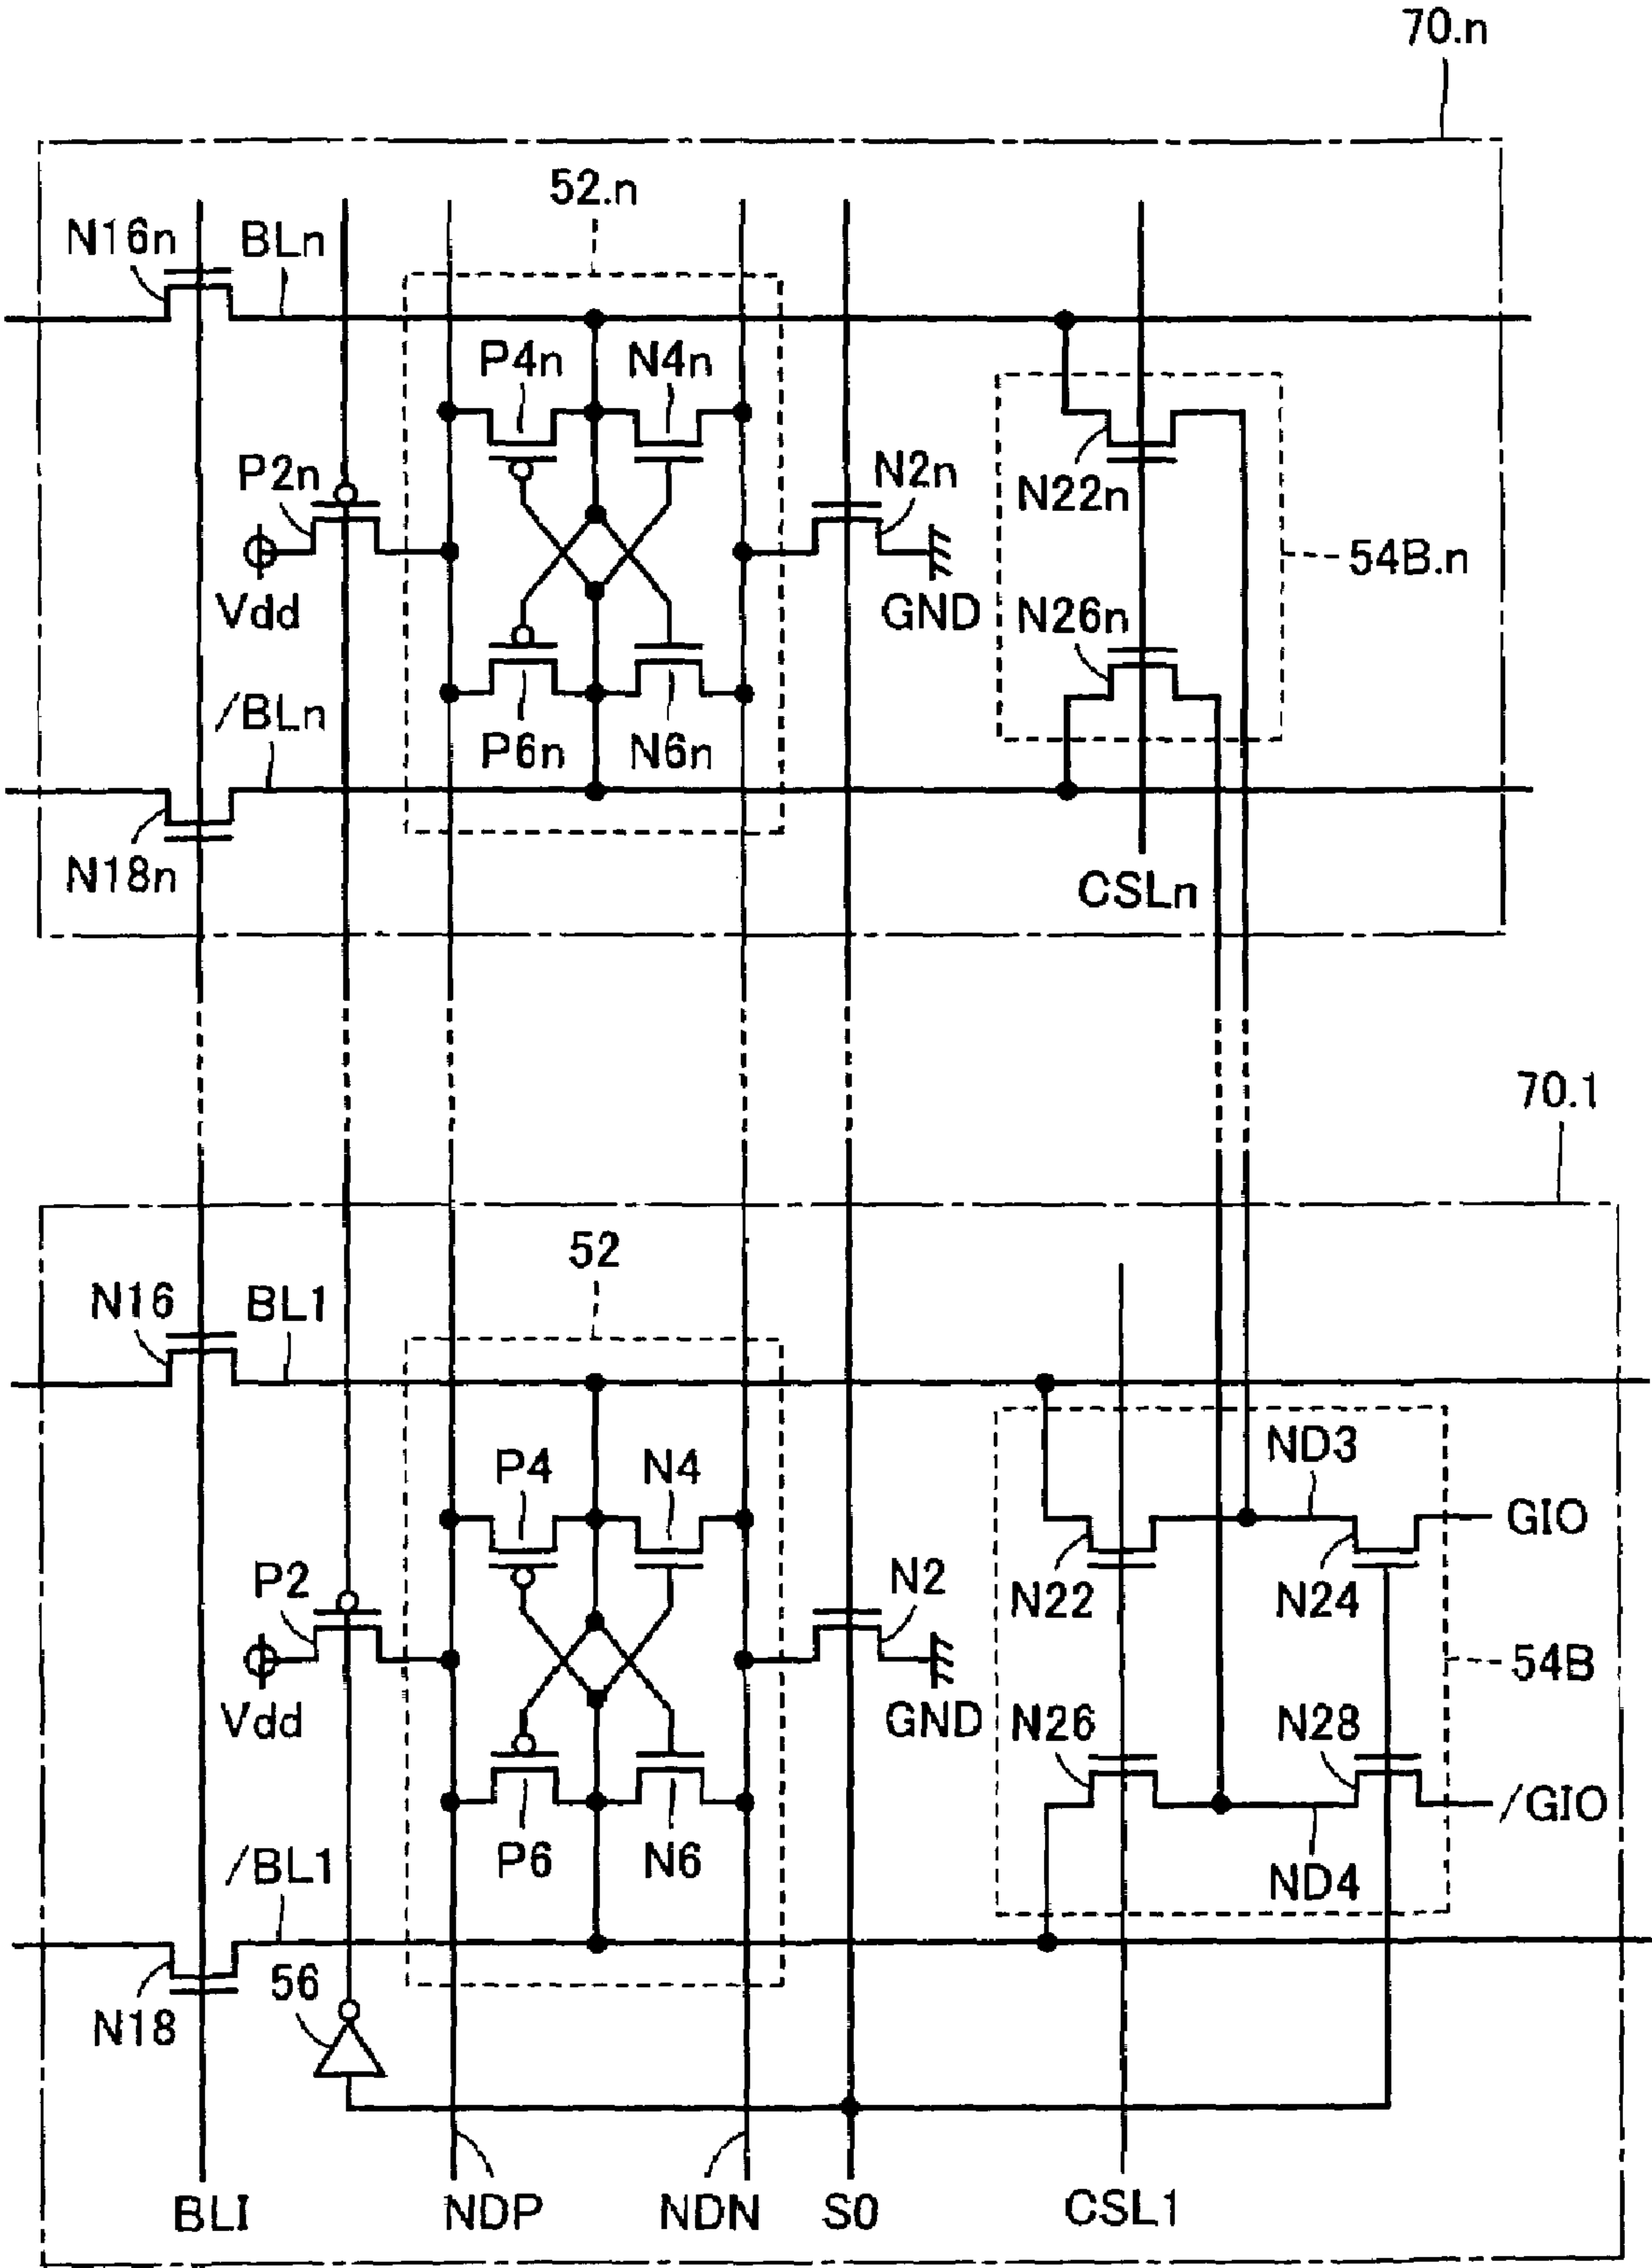 70.n
52.n
N16n
BLn
P4n
N4n
P2n
N2n
N22n
54B.n
Vdd
GND
N26n
/BLn
P6n
N6n
N18n
CSLn
70.1
52
N16
BL1
P4
N4
ND3
GIO
P2
N2
N22
N24
54B
Vdd
GND
N26
N28
/GIO
P6
N6
/BL1
ND4
56
N18
BLI
NDP
NDN
S0
CSL1